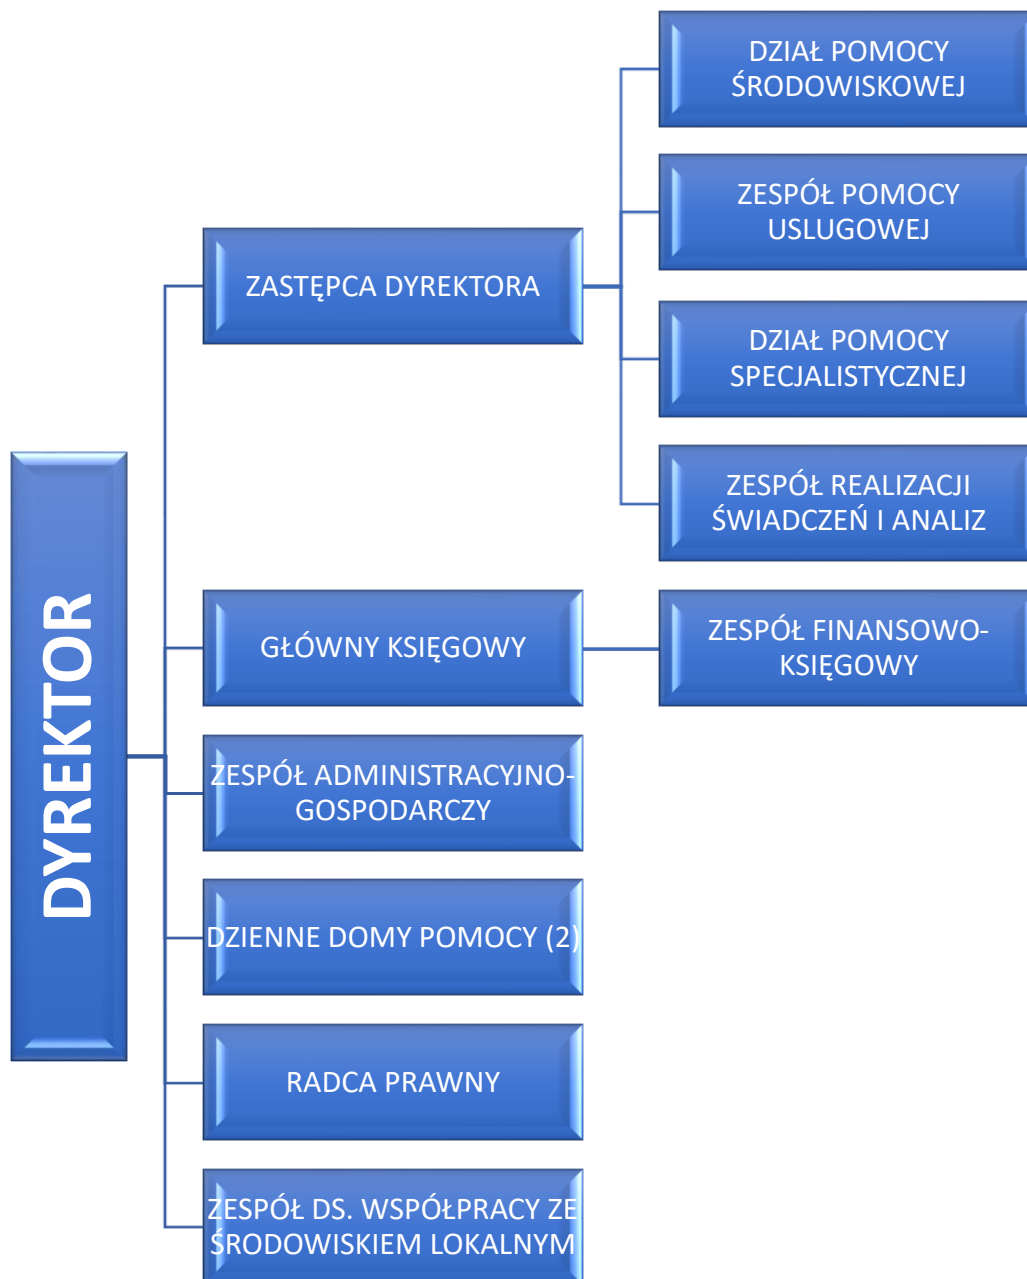 DYREKTOR
ZASTĘPCA DYREKTORA
DZIAŁ POMOCY
ŚRODOWISKOWEJ
ZESPÓŁ POMOCY
USLUGOWEJ
DZIAŁ POMOCY
SPECJALISTYCZNEJ
ZESPÓŁ REALIZACJI
ŚWIADCZEŃ I ANALIZ
GŁÓWNY KSIĘGOWY
ZESPÓŁ FINANSOWO-
KSIĘGOWY
ZESPÓŁ ADMINISTRACYJNO-
GOSPODARCZY
DZIENNE DOMY POMOCY (2)
RADCA PRAWNY
ZESPÓŁ DS. WSPÓŁPRACY ZE
ŚRODOWISKIEM LOKALNYM